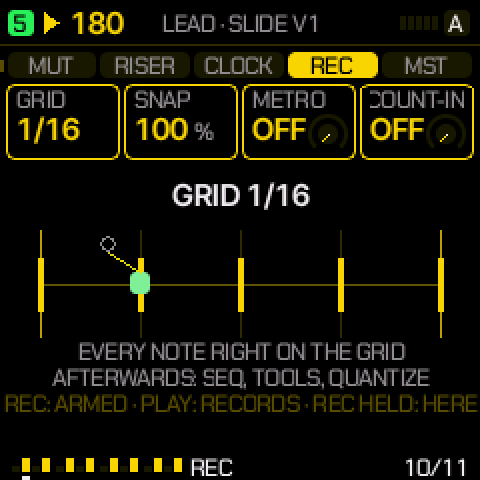 5 180 LEAD · SLIDE V1 A
MUT RISER CLOCK REC MST
GRID SNAP METRO COUNT-IN
1/16 100 % OFF OFF
GRID 1/16
EVERY NOTE RIGHT ON THE GRID
AFTERWARDS: SEQ, TOOLS, QUANTIZE
REC: ARMED · PLAY: RECORDS · REC HELD: HERE
REC 10/11